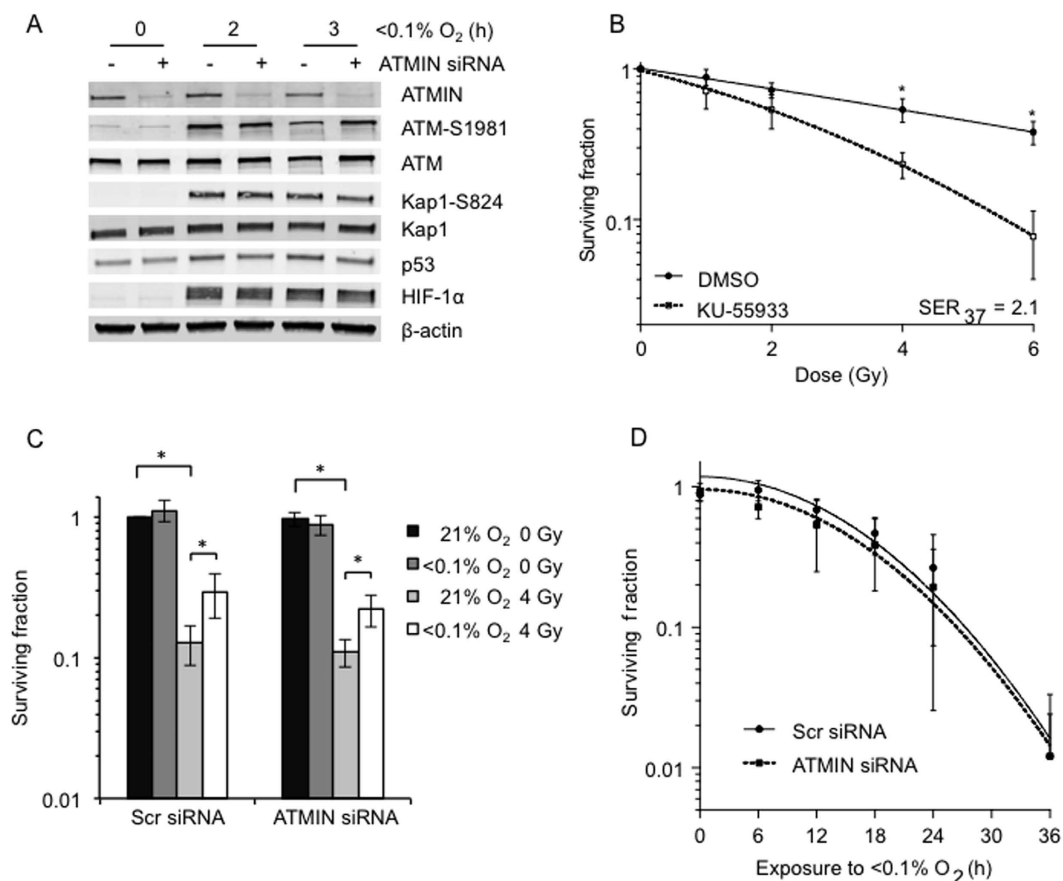 A
0 2 3 <0.1% O2 (h)
- + - + - + ATMIN siRNA
ATMIN
ATM-S1981
ATM
Kap1-S824
Kap1
p53
HIF-1α
β-actin
B
1
0.1
Surviving fraction
* *
DMSO
KU-55933
SER37 = 2.1
0 2 4 6
Dose (Gy)
C
1
0.1
0.01
Surviving fraction
* *
* *
21% O2 0 Gy
<0.1% O2 0 Gy
21% O2 4 Gy
<0.1% O2 4 Gy
Scr siRNA ATMIN siRNA
D
1
0.1
0.01
Surviving fraction
Scr siRNA
ATMIN siRNA
0 6 12 18 24 30 36
Exposure to <0.1% O2 (h)